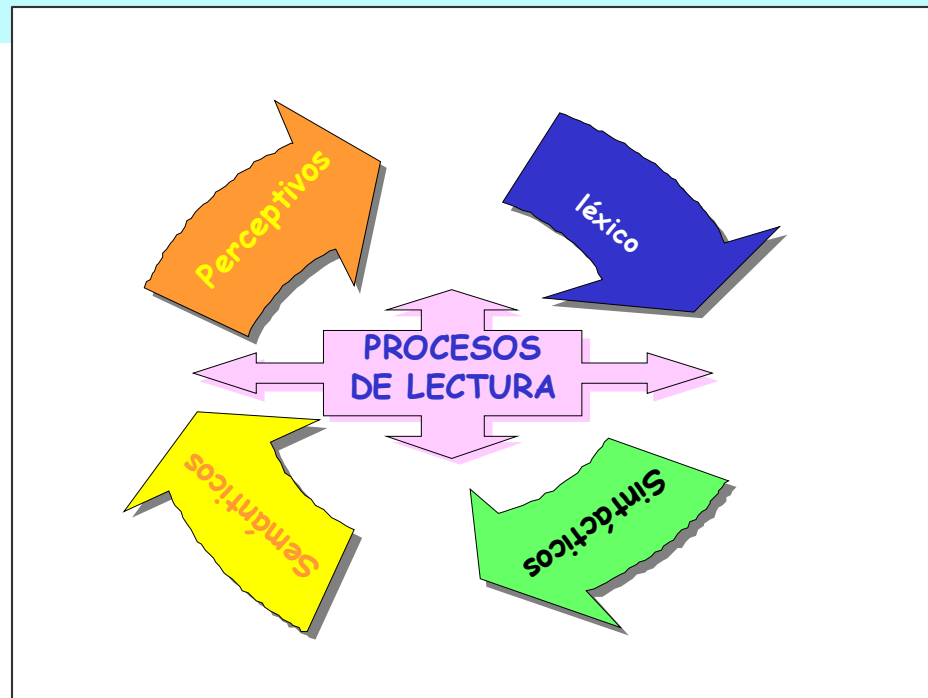 Perceptivos
léxico
PROCESOS
DE LECTURA
Semánticos
Sintácticos